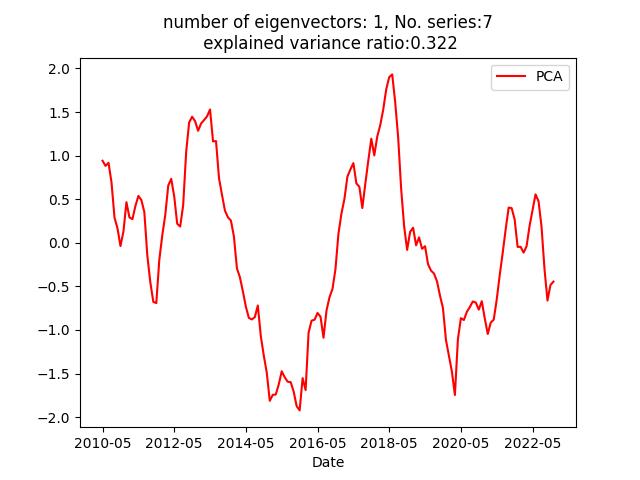 number of eigenvectors: 1, No. series:7
explained variance ratio:0.322
PCA
2.0
1.5
1.0
0.5
0.0
−0.5
−1.0
−1.5
−2.0
2010-05 2012-05 2014-05 2016-05 2018-05 2020-05 2022-05
Date